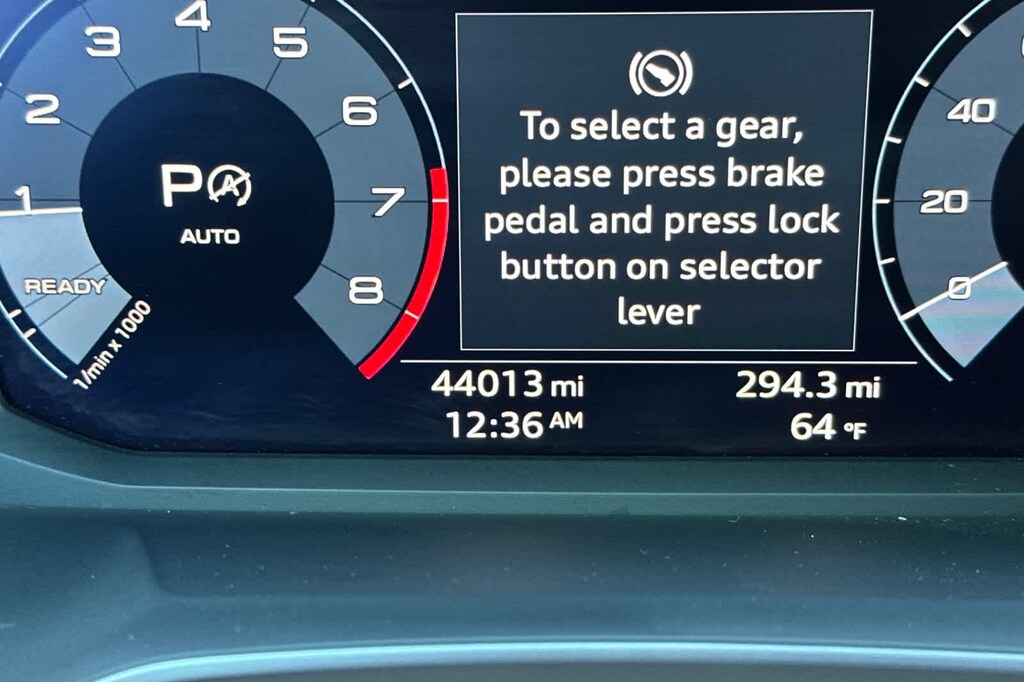 4
3 5
2 6
1 7
P A
AUTO
READY
8
1/min x 1000
To select a gear,
please press brake
pedal and press lock
button on selector
lever
40
20
0
44013 mi 294.3 mi
12:36 AM 64 °F